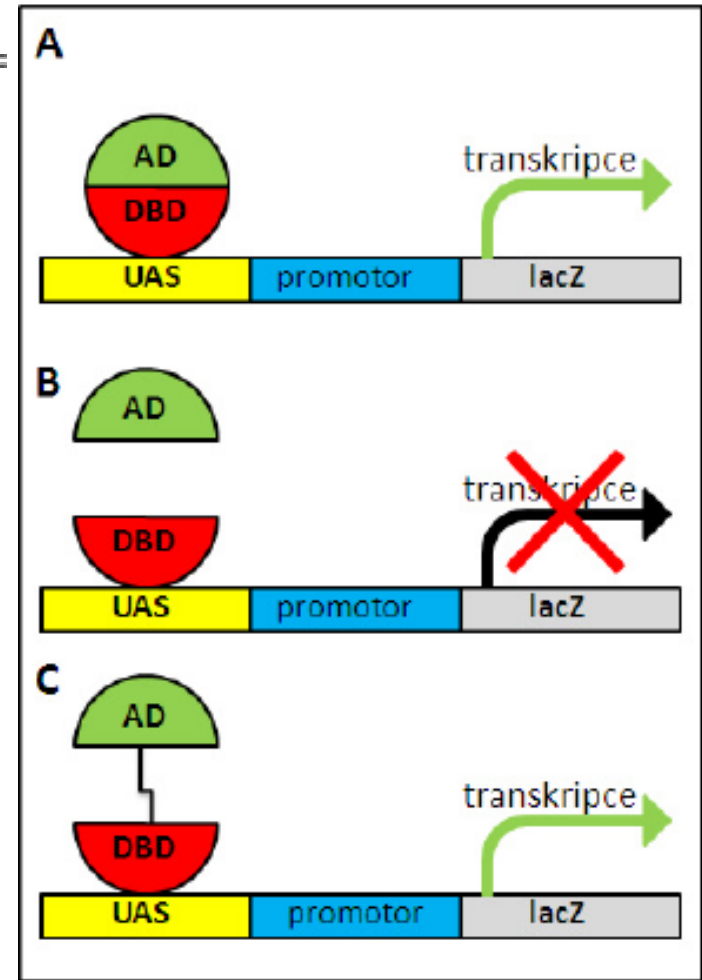 A
AD
transkripce
DBD
UAS promotor lacZ
B
AD
transkripce
DBD
UAS promotor lacZ
C
AD
transkripce
DBD
UAS promotor lacZ